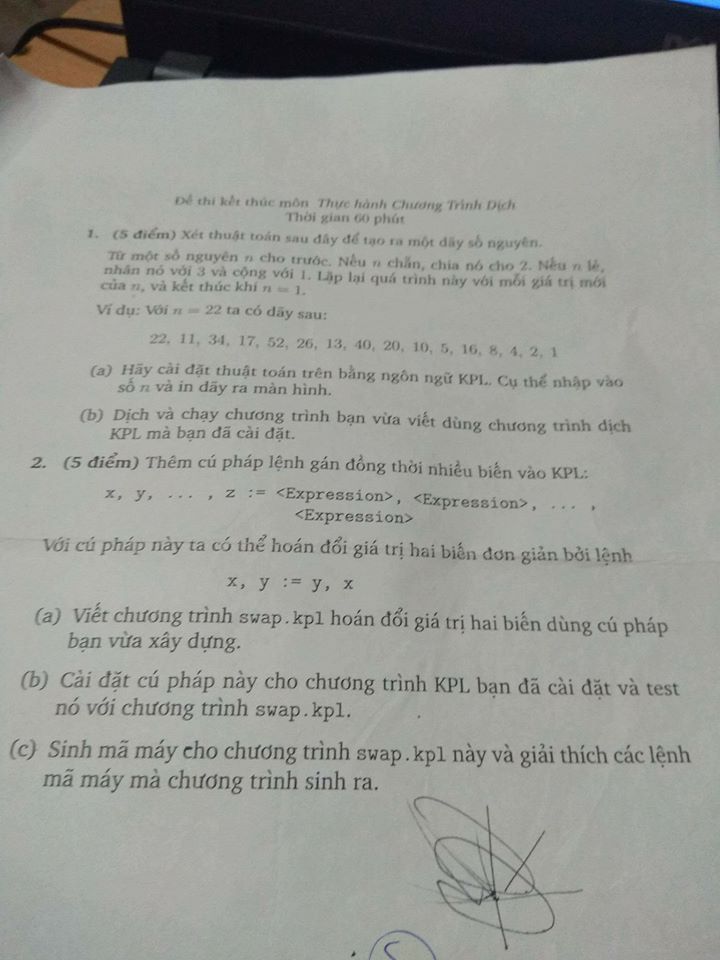 Đề thi kết thúc môn Thực hành Chương Trình Dịch
Thời gian 60 phút
1. (5 điểm) Xét thuật toán sau đây để tạo ra một dãy số nguyên.
Từ một số nguyên n cho trước. Nếu n chẵn, chia nó cho 2. Nếu n lẻ,
nhân nó với 3 và cộng với 1. Lặp lại quá trình này với mỗi giá trị mới
của n, và kết thúc khi n = 1.
Ví dụ: Với n = 22 ta có dãy sau:
22, 11, 34, 17, 52, 26, 13, 40, 20, 10, 5, 16, 8, 4, 2, 1
(a) Hãy cài đặt thuật toán trên bằng ngôn ngữ KPL. Cụ thể nhập vào
số n và in dãy ra màn hình.
(b) Dịch và chạy chương trình bạn vừa viết dùng chương trình dịch
KPL mà bạn đã cài đặt.
2. (5 điểm) Thêm cú pháp lệnh gán đồng thời nhiều biến vào KPL:
x, y, ... , z := <Expression>, <Expression>, ... ,
<Expression>
Với cú pháp này ta có thể hoán đổi giá trị hai biến đơn giản bởi lệnh
x, y := y, x
(a) Viết chương trình swap.kpl hoán đổi giá trị hai biến dùng cú pháp
bạn vừa xây dựng.
(b) Cài đặt cú pháp này cho chương trình KPL bạn đã cài đặt và test
nó với chương trình swap.kpl.
(c) Sinh mã máy cho chương trình swap.kpl này và giải thích các lệnh
mã máy mà chương trình sinh ra.